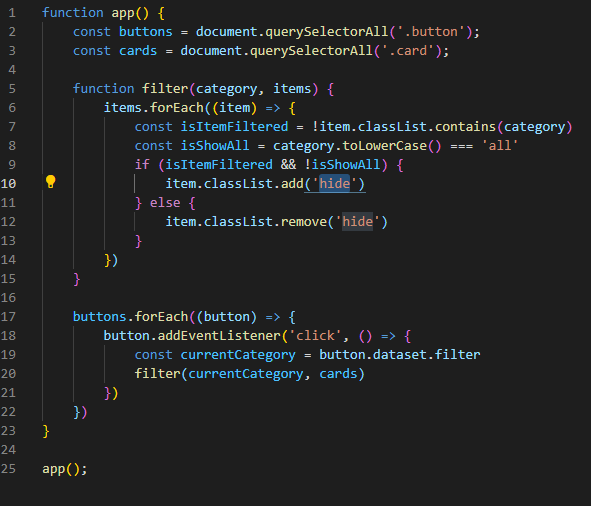 1 function app() {
2 const buttons = document.querySelectorAll('.button');
3 const cards = document.querySelectorAll('.card');
4
5 function filter(category, items) {
6 items.forEach((item) => {
7 const isItemFiltered = !item.classList.contains(category)
8 const isShowAll = category.toLowerCase() === 'all'
9 if (isItemFiltered && !isShowAll) {
10 item.classList.add('hide')
11 } else {
12 item.classList.remove('hide')
13 }
14 })
15 }
16
17 buttons.forEach((button) => {
18 button.addEventListener('click', () => {
19 const currentCategory = button.dataset.filter
20 filter(currentCategory, cards)
21 })
22 })
23 }
24
25 app();